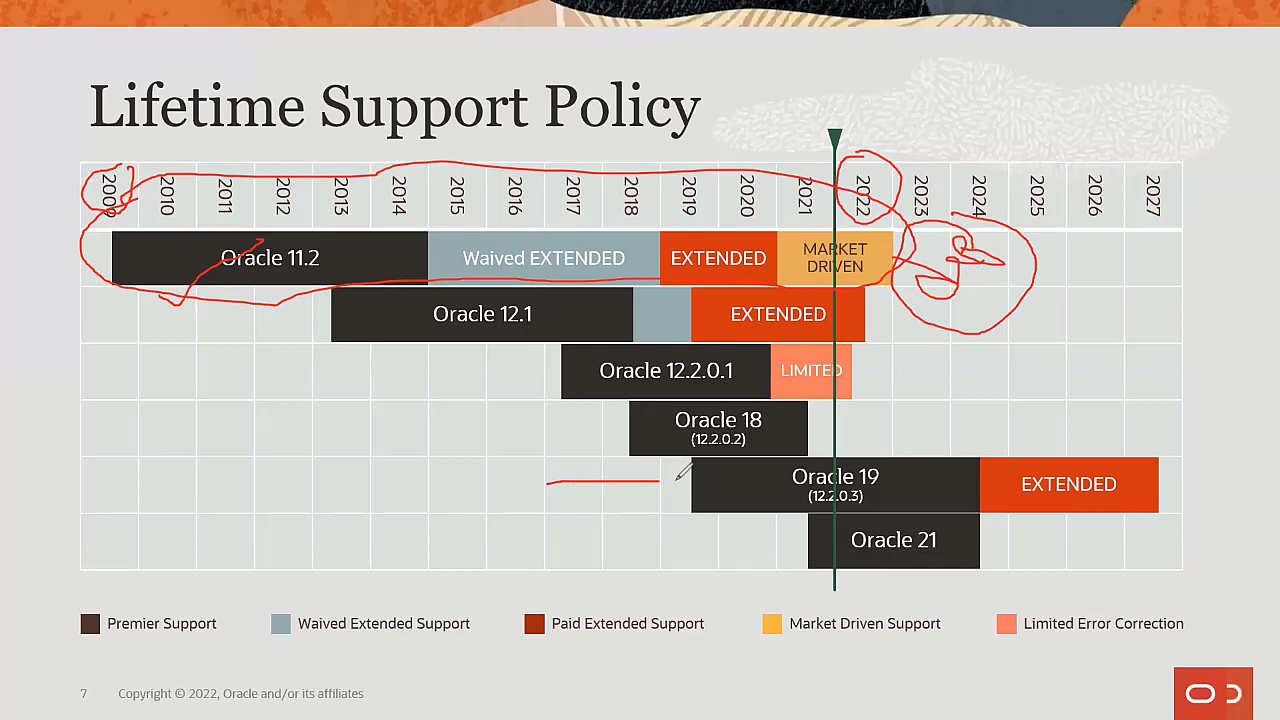 Lifetime Support Policy
2009 2010 2011 2012 2013 2014 2015 2016 2017 2018 2019 2020 2021 2022 2023 2024 2025 2026 2027
Oracle 11.2 Waived EXTENDED EXTENDED MARKET
DRIVEN
Oracle 12.1 EXTENDED
Oracle 12.2.0.1 LIMITED
Oracle 18
(12.2.0.2)
Oracle 19 EXTENDED
(12.2.0.3)
Oracle 21
Premier Support Waived Extended Support Paid Extended Support Market Driven Support Limited Error Correction
7 Copyright © 2022, Oracle and/or its affiliates